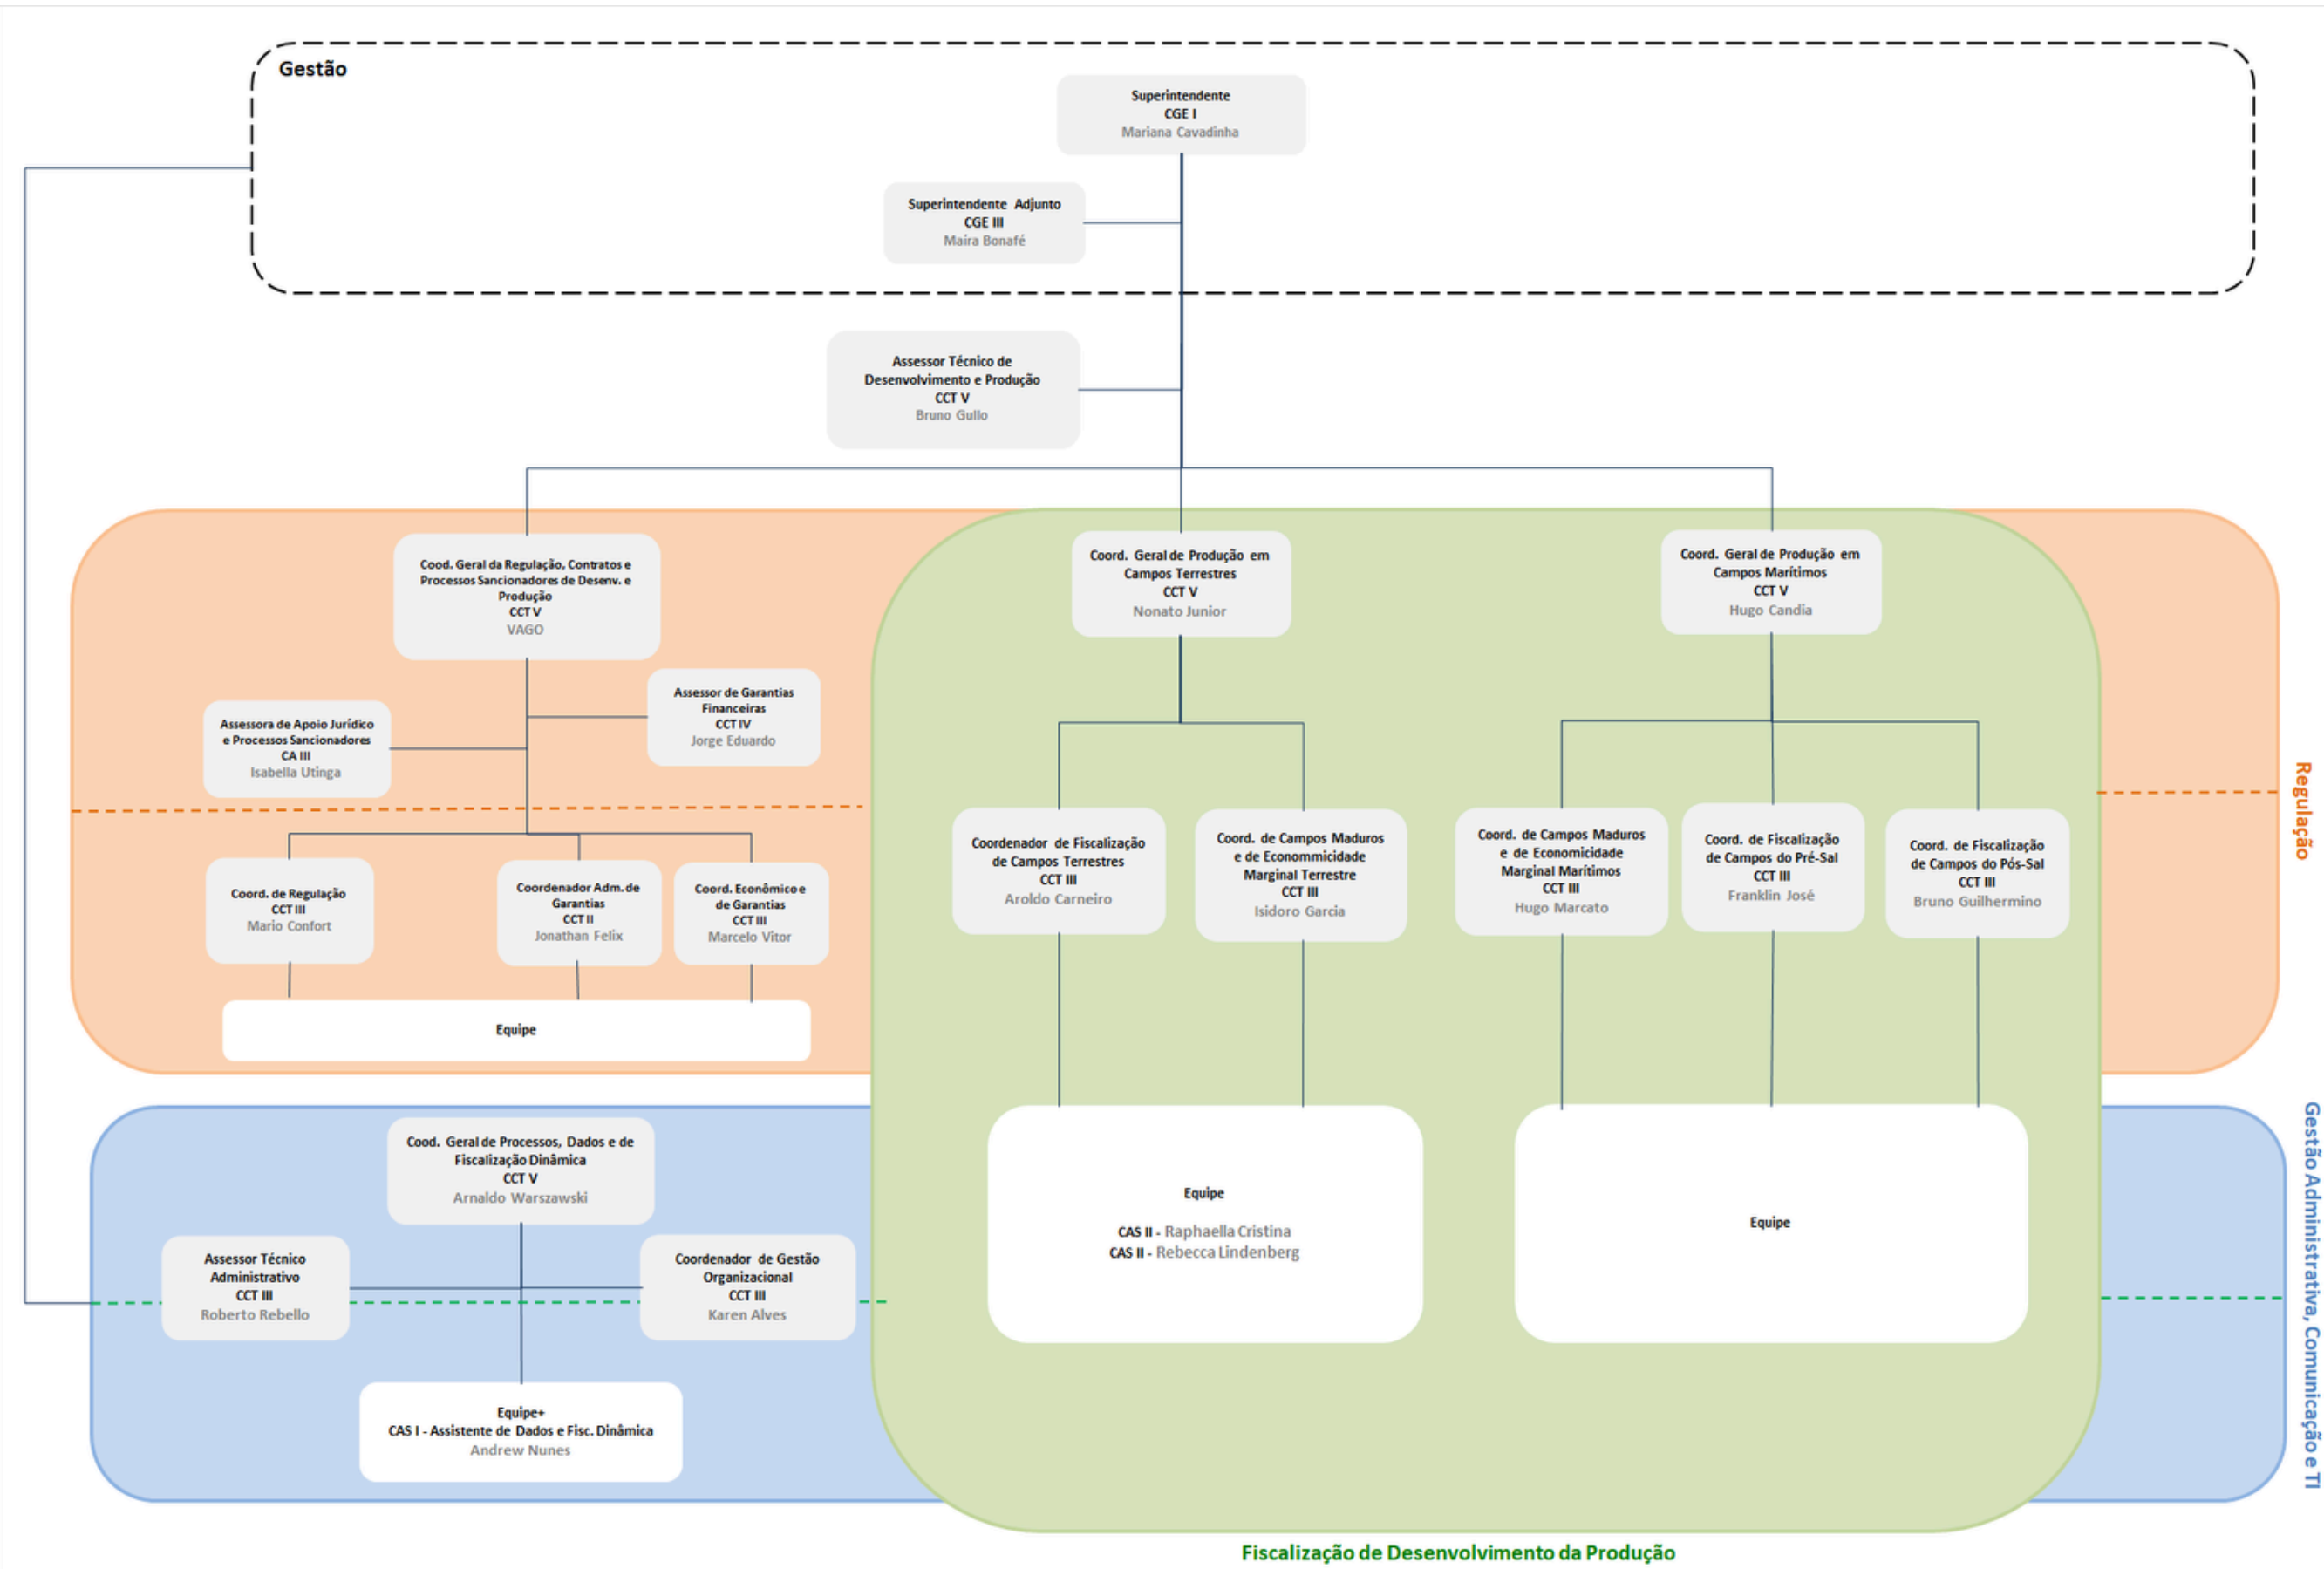 Gestão
Superintendente
CGE I
Mariana Cavadinha
Superintendente Adjunto
CGE III
Maíra Bonafé
Assessor Técnico de
Desenvolvimento e Produção
CCT V
Bruno Gullo
Cood. Geral da Regulação, Contratos e
Processos Sancionadores de Desenv. e
Produção
CCT V
VAGO
Coord. Geral de Produção em
Campos Terrestres
CCT V
Nonato Junior
Coord. Geral de Produção em
Campos Marítimos
CCT V
Hugo Candia
Assessor de Garantias
Financeiras
CCT IV
Jorge Eduardo
Assessora de Apoio Jurídico
e Processos Sancionadores
CA III
Isabella Utinga
Coord. de Regulação
CCT III
Mario Confort
Coordenador Adm. de
Garantias
CCT II
Jonathan Felix
Coord. Econômico e
de Garantias
CCT III
Marcelo Vitor
Equipe
Coordenador de Fiscalização
de Campos Terrestres
CCT III
Aroldo Carneiro
Coord. de Campos Maduros
e de Econommicidade
Marginal Terrestre
CCT III
Isidoro Garcia
Coord. de Campos Maduros
e de Economicidade
Marginal Marítimos
CCT III
Hugo Marcato
Coord. de Fiscalização
de Campos do Pré-Sal
CCT III
Franklin José
Coord. de Fiscalização
de Campos do Pós-Sal
CCT III
Bruno Guilhermino
Regulação
Cood. Geral de Processos, Dados e de
Fiscalização Dinâmica
CCT V
Arnaldo Warszawski
Assessor Técnico
Administrativo
CCT III
Roberto Rebello
Coordenador de Gestão
Organizacional
CCT III
Karen Alves
Equipe+
CAS I - Assistente de Dados e Fisc. Dinâmica
Andrew Nunes
Equipe
CAS II - Raphaella Cristina
CAS II - Rebecca Lindenberg
Equipe
Gestão Administrativa, Comunicação e TI
Fiscalização de Desenvolvimento da Produção